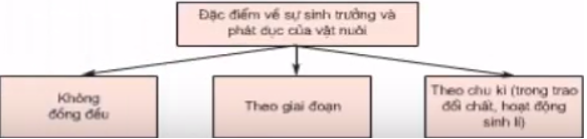 Đặc điểm về sự sinh trưởng và
phát dục của vật nuôi
Không
đồng đều
Theo giai đoạn
Theo chu kì (trong trao
đổi chất, hoạt động
sinh lí)